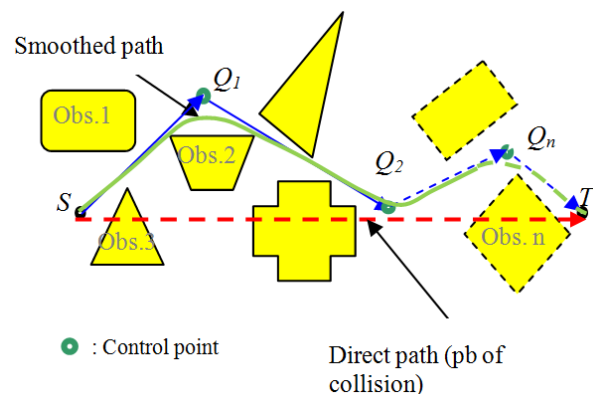 Smoothed path
Q1
Obs.1
Obs.2
Q2
Qn
S
T
Obs.3
Obs. n
: Control point
Direct path (pb of
collision)